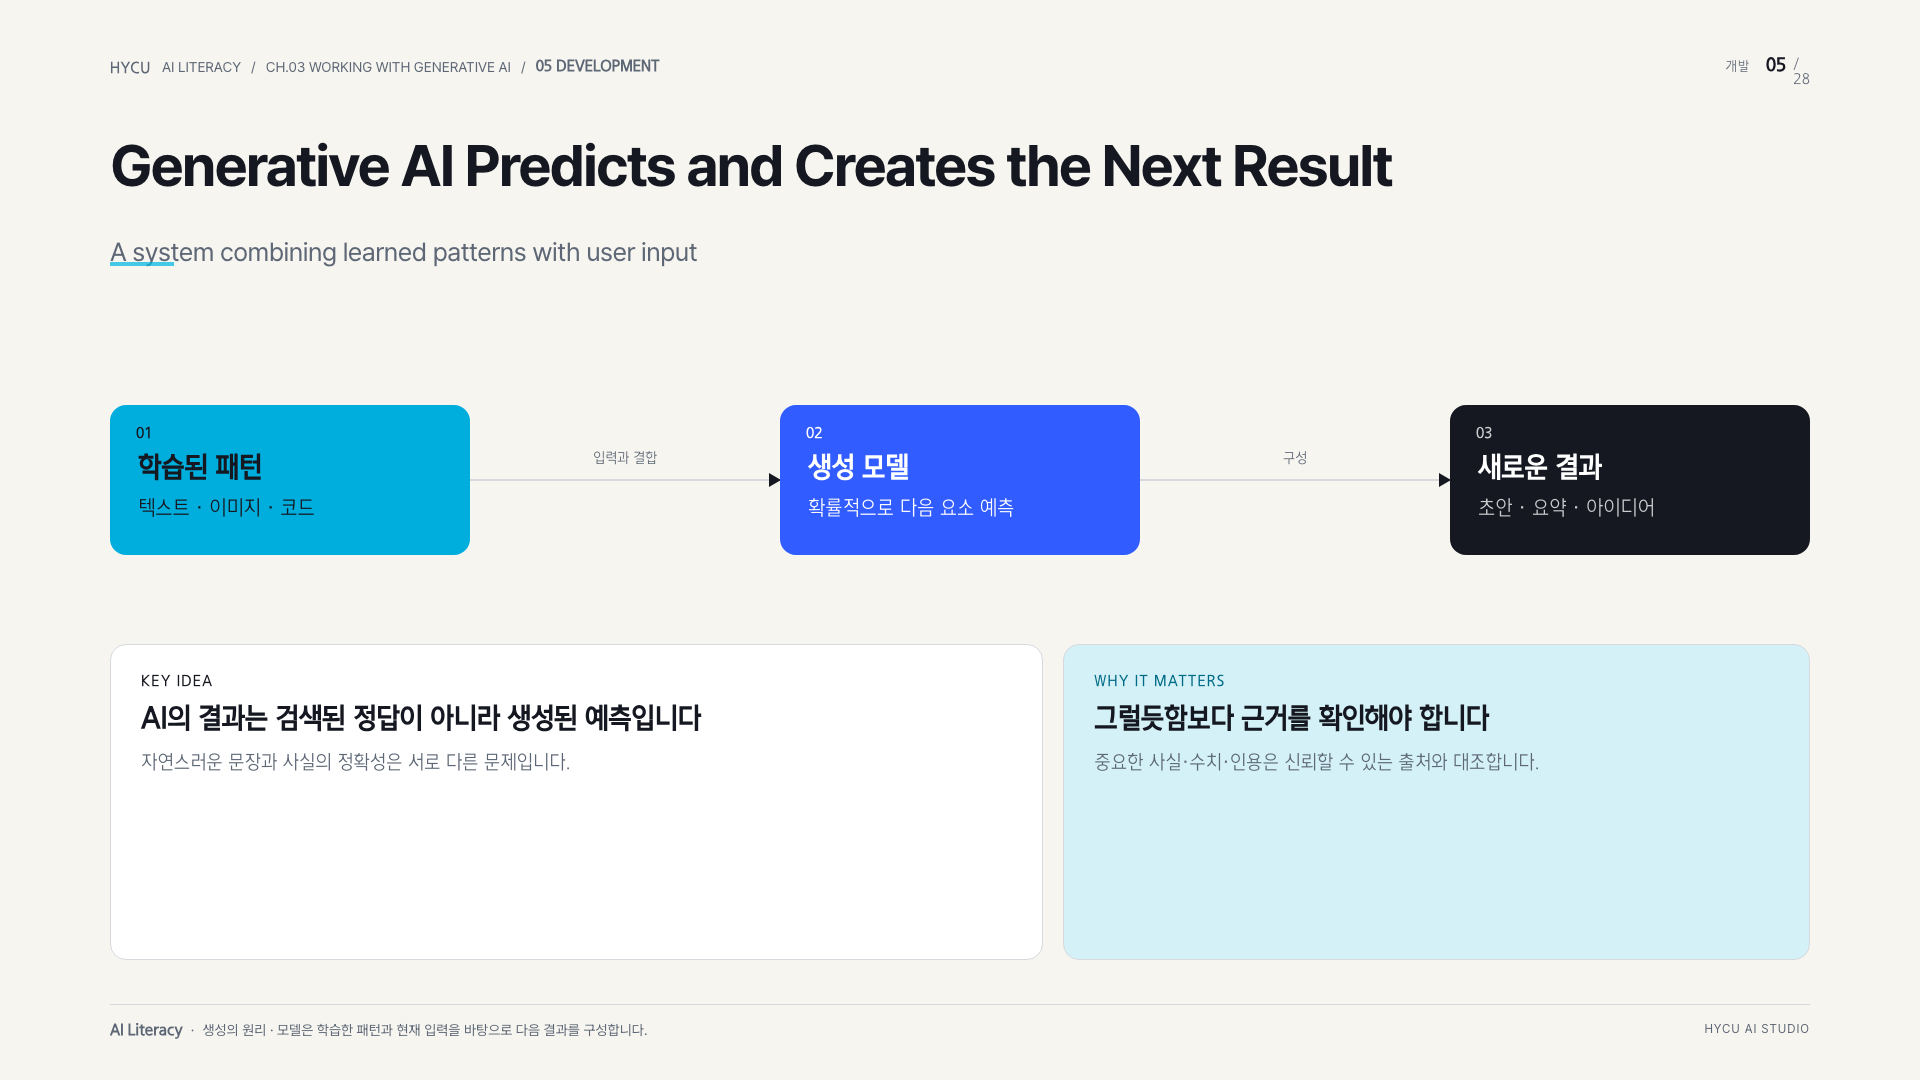 HYCU AI LITERACY / CH.03 WORKING WITH GENERATIVE AI / 05 DEVELOPMENT
개발 05 / 28
Generative AI Predicts and Creates the Next Result
A system combining learned patterns with user input
01
학습된 패턴
텍스트 · 이미지 · 코드
입력과 결합
02
생성 모델
확률적으로 다음 요소 예측
구성
03
새로운 결과
초안 · 요약 · 아이디어
KEY IDEA
AI의 결과는 검색된 정답이 아니라 생성된 예측입니다
자연스러운 문장과 사실의 정확성은 서로 다른 문제입니다.
WHY IT MATTERS
그럴듯함보다 근거를 확인해야 합니다
중요한 사실·수치·인용은 신뢰할 수 있는 출처와 대조합니다.
AI Literacy · 생성의 원리 · 모델은 학습한 패턴과 현재 입력을 바탕으로 다음 결과를 구성합니다.
HYCU AI STUDIO